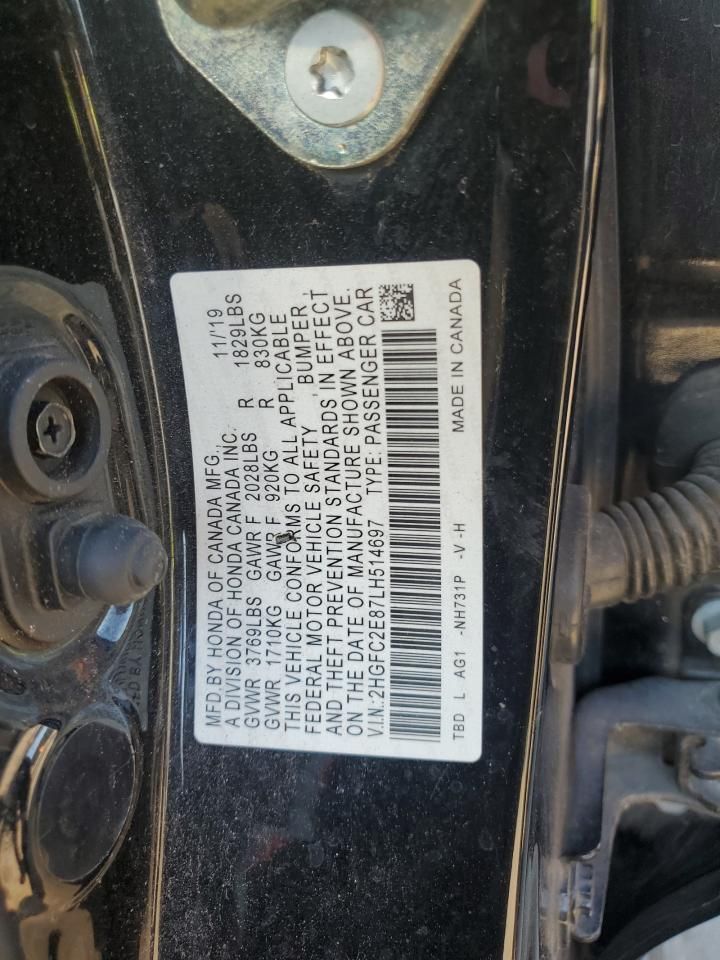 MFD.BY HONDA OF CANADA MFG., 11/19
A DIVISION OF HONDA CANADA INC.
GVWR 3769LBS GAWR F 2028LBS R 1829LBS
GVWR 1710KG GAWR F 920KG R 830KG
THIS VEHICLE CONFORMS TO ALL APPLICABLE
FEDERAL MOTOR VEHICLE SAFETY , BUMPER ,
AND THEFT PREVENTION STANDARDS IN EFFECT
ON THE DATE OF MANUFACTURE SHOWN ABOVE.
V.I.N.:2HGFC2E87LH514697 TYPE: PASSENGER CAR
TBD L AG1 -NH731P -V -H MADE IN CANADA